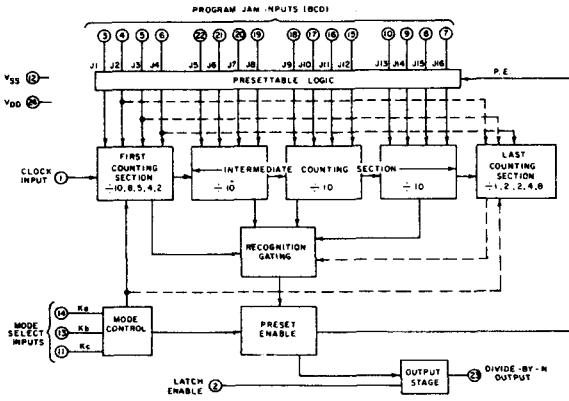 PROGRAM JAM INPUTS (BCD)
3 4 5 6 22 21 20 19 18 17 16 15 10 9 8 7
J1 J2 J3 J4 J5 J6 J7 J8 J9 J10 J11 J12 J13 J14 J15 J16
PRESETTABLE LOGIC
P.E.
VSS 12
VDD 24
CLOCK INPUT 1
FIRST COUNTING SECTION
÷10,8,5,4,2
INTERMEDIATE COUNTING SECTION
÷10
÷10
÷10
LAST COUNTING SECTION
÷1,2,2,4,8
RECOGNITION GATING
MODE SELECT INPUTS
14 Ka
13 Kb
11 Kc
MODE CONTROL
PRESET ENABLE
OUTPUT STAGE
23 DIVIDE-BY-N OUTPUT
LATCH ENABLE 2